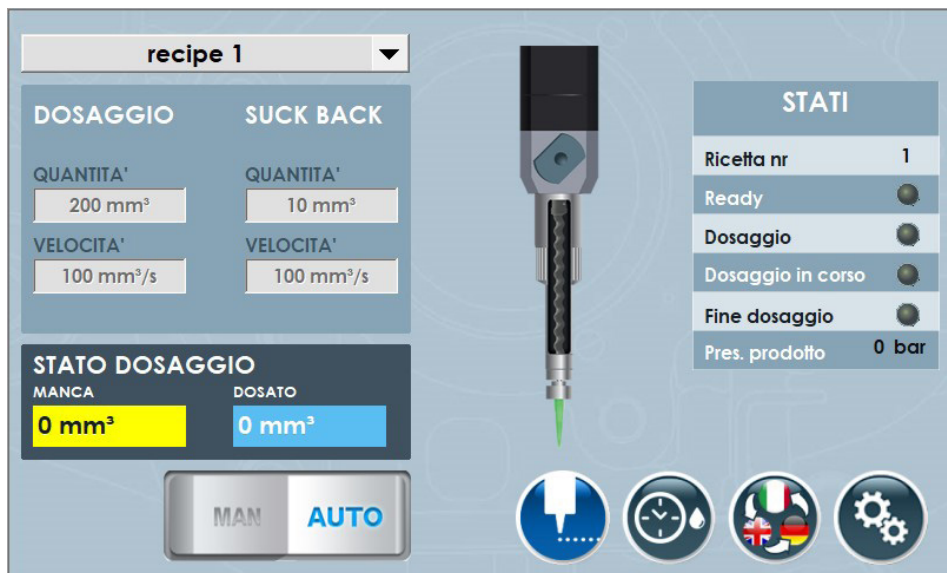 recipe 1
DOSAGGIO
SUCK BACK
QUANTITA'
QUANTITA'
200 mm³
10 mm³
VELOCITA'
VELOCITA'
100 mm³/s
100 mm³/s
STATO DOSAGGIO
MANCA
DOSATO
0 mm³
0 mm³
MAN
AUTO
STATI
Ricetta nr 1
Ready
Dosaggio
Dosaggio in corso
Fine dosaggio
Pres. prodotto 0 bar